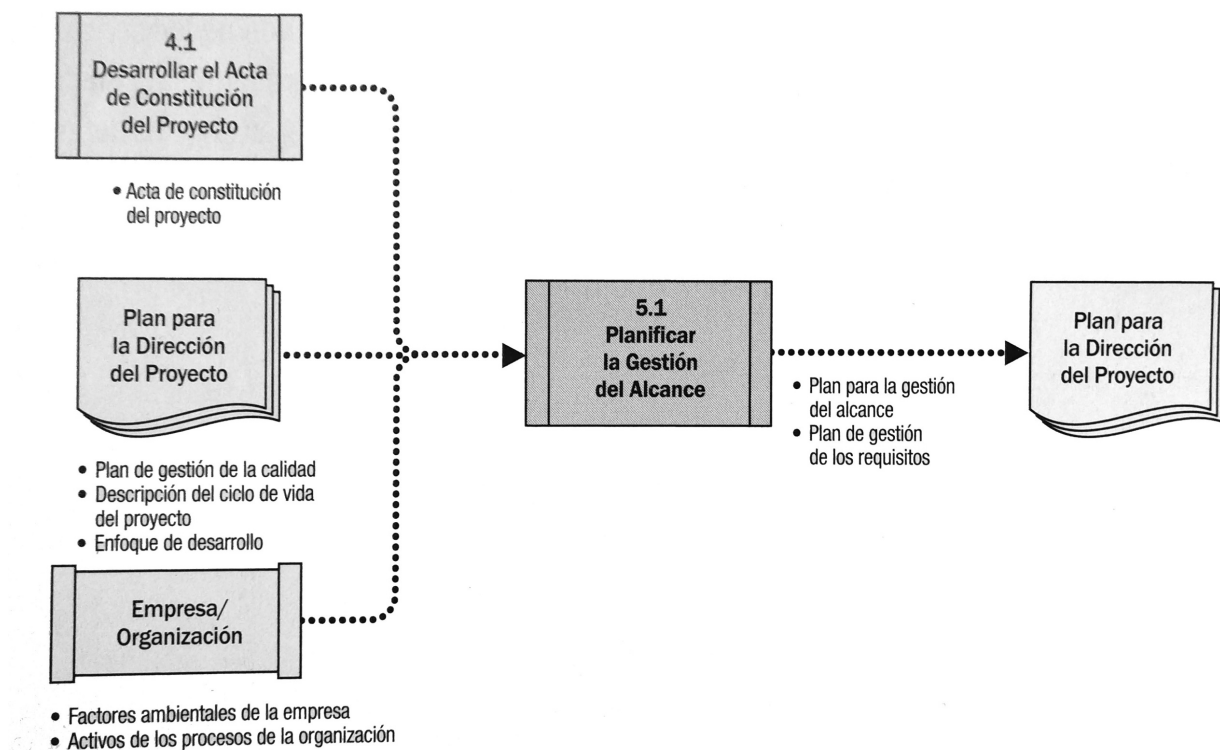 4.1
Desarrollar el Acta
de Constitución
del Proyecto
• Acta de constitución
del proyecto
Plan para
la Dirección
del Proyecto
• Plan de gestión de la calidad
• Descripción del ciclo de vida
del proyecto
• Enfoque de desarrollo
Empresa/
Organización
• Factores ambientales de la empresa
• Activos de los procesos de la organización
5.1
Planificar
la Gestión
del Alcance
• Plan para la gestión
del alcance
• Plan de gestión
de los requisitos
Plan para
la Dirección
del Proyecto